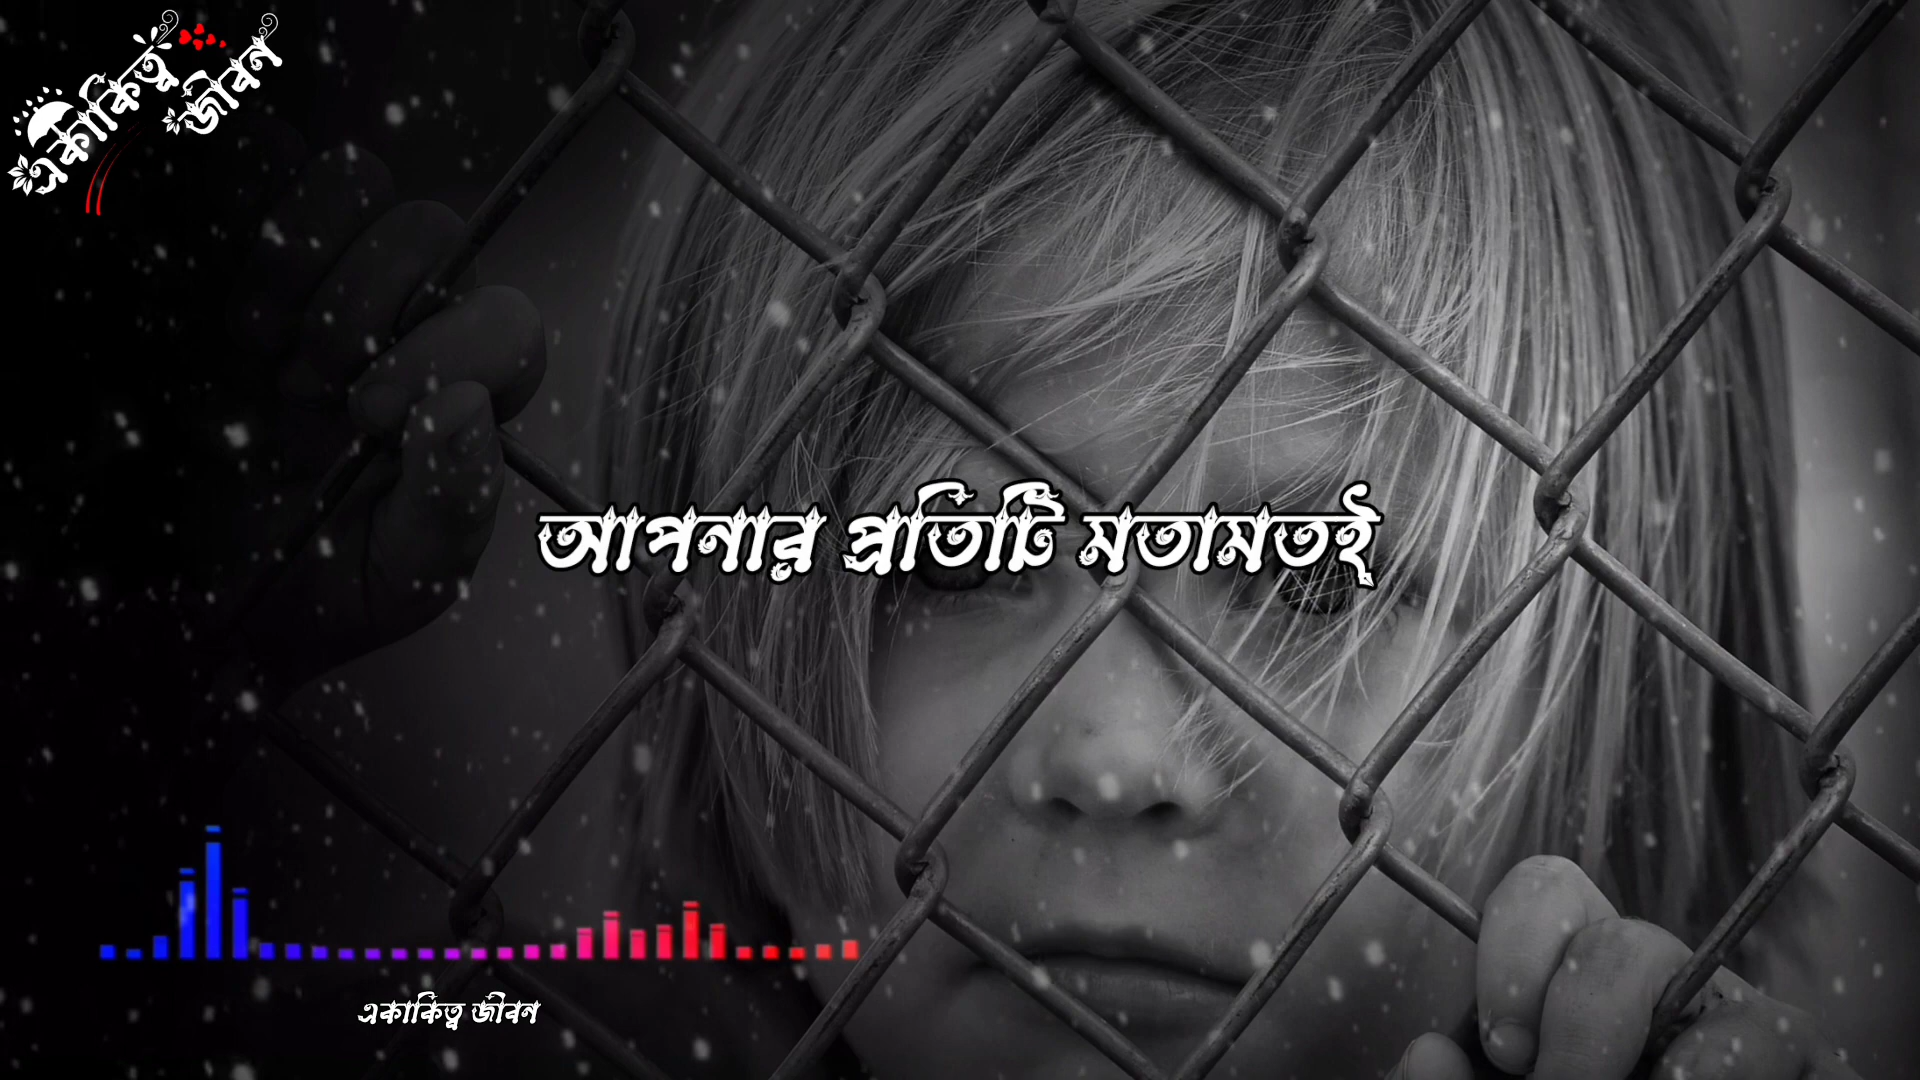 একাকিত্ব
জীবন
আপনার প্রতিটি মতামতই
একাকিত্ব জীবন